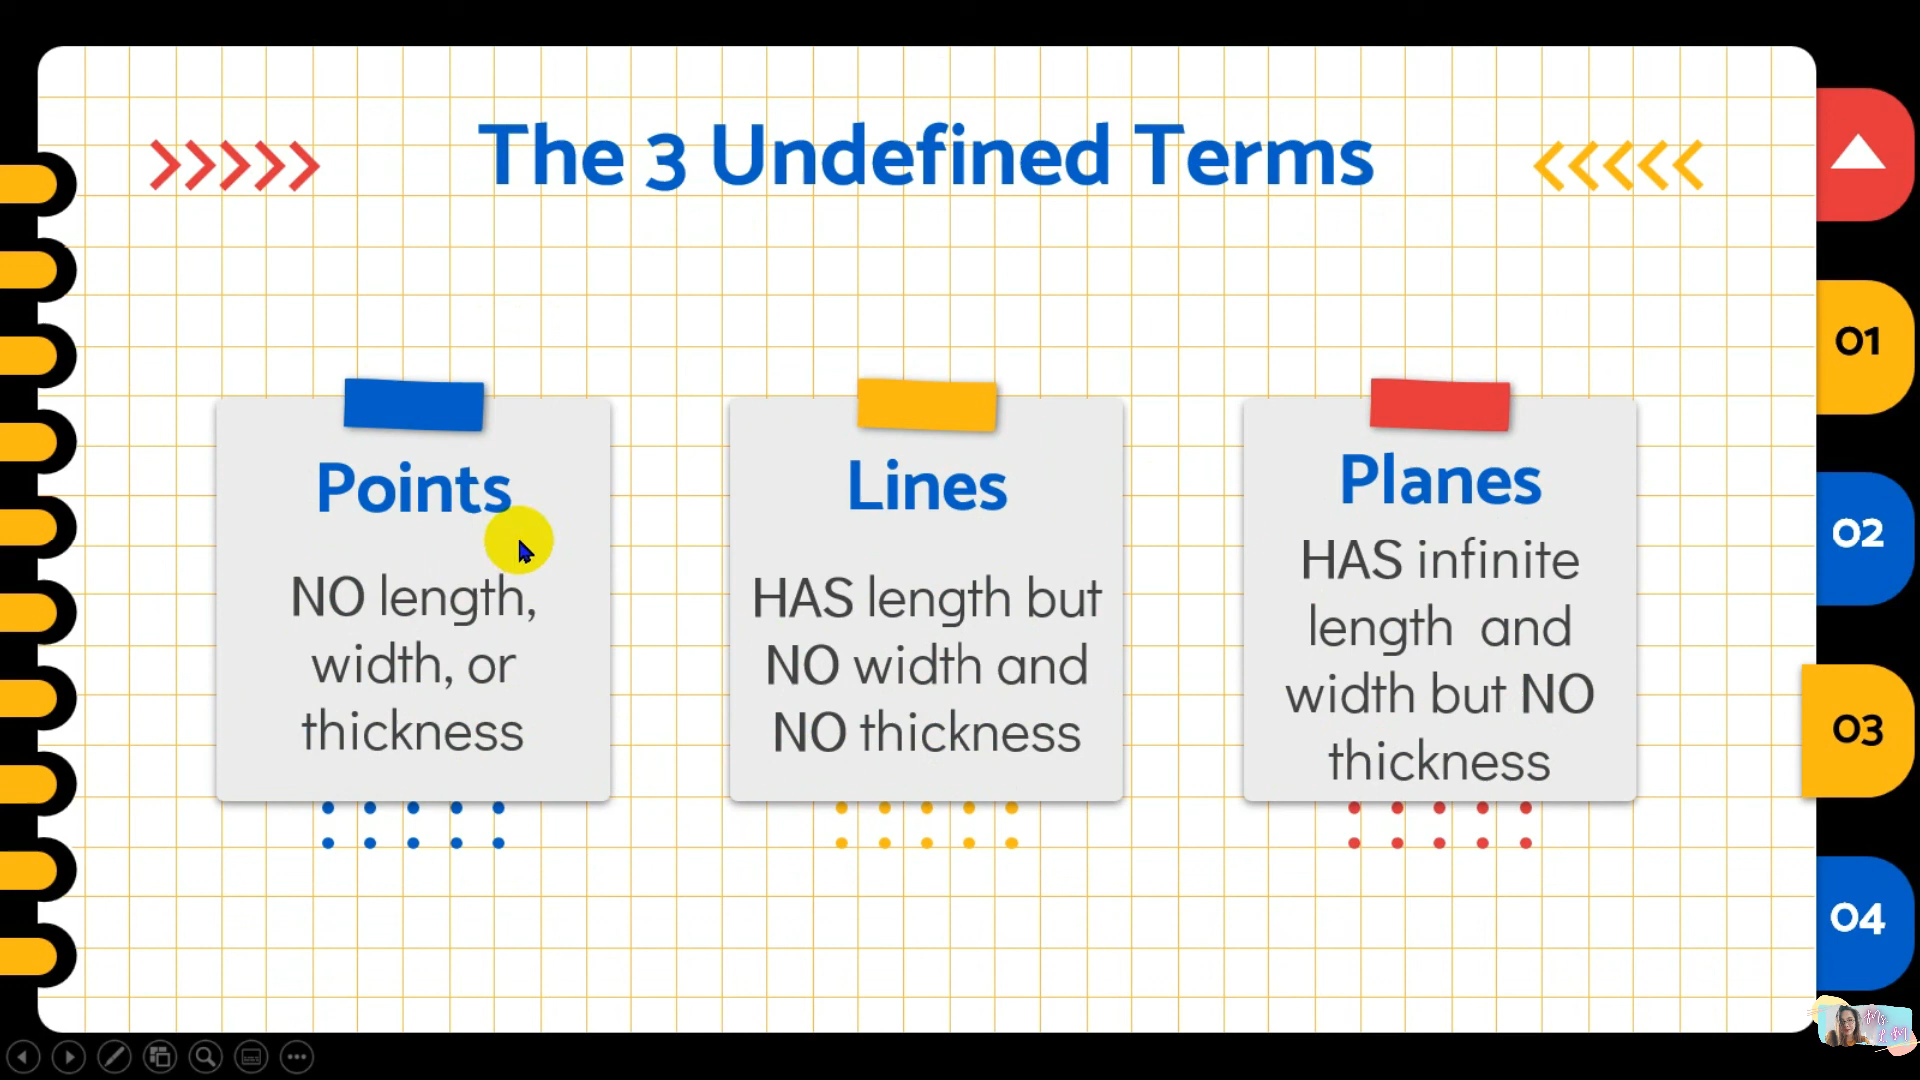 The 3 Undefined Terms
Points
NO length,
width, or
thickness
Lines
HAS length but
NO width and
NO thickness
Planes
HAS infinite
length and
width but NO
thickness
01
02
03
04